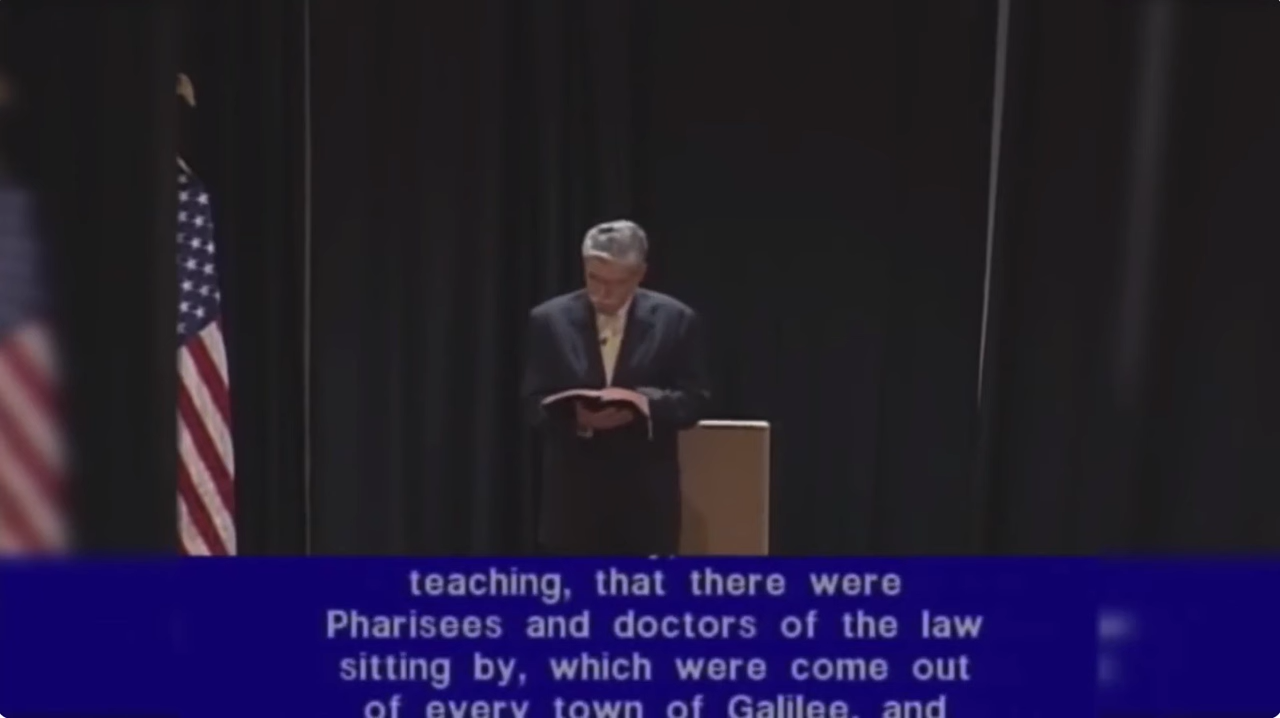 teaching, that there were
Pharisees and doctors of the law
sitting by, which were come out
of every town of Galilee, and